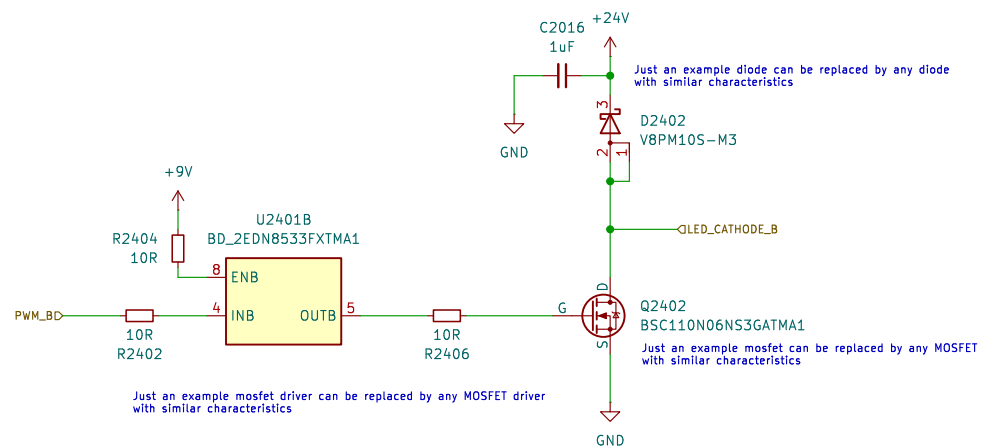 +24V
C2016
1uF
Just an example diode can be replaced by any diode
with similar characteristics
3
D2402
V8PM10S-M3
GND
2
1
+9V
U2401B
BD_2EDN8533FXTMA1
R2404
10R
LED_CATHODE_B
8
ENB
D
4
INB
OUTB
5
PWM_B
10R
R2402
10R
R2406
G
Q2402
BSC110N06NS3GATMA1
S
Just an example mosfet can be replaced by any MOSFET
with similar characteristics
Just an example mosfet driver can be replaced by any MOSFET driver
with similar characteristics
GND